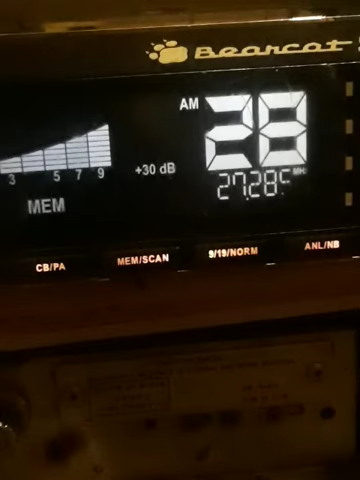 BEARCAT
AM 28
3 5 7 9 +30 dB
27.285 MHz
MEM
CB/PA MEM/SCAN 9/19/NORM ANL/NB